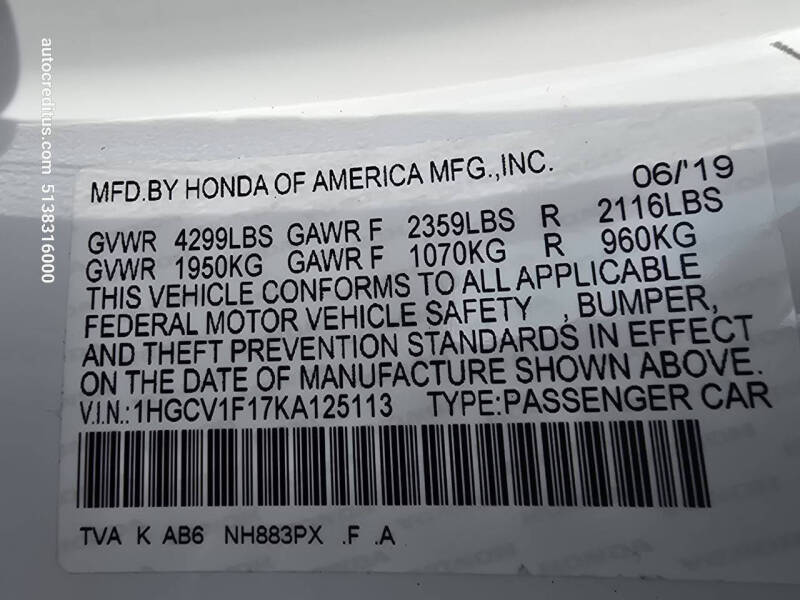 autocreditus.com 5138316000
MFD.BY HONDA OF AMERICA MFG.,INC. 06/'19
GVWR 4299LBS GAWR F 2359LBS R 2116LBS
GVWR 1950KG GAWR F 1070KG R 960KG
THIS VEHICLE CONFORMS TO ALL APPLICABLE
FEDERAL MOTOR VEHICLE SAFETY , BUMPER,
AND THEFT PREVENTION STANDARDS IN EFFECT
ON THE DATE OF MANUFACTURE SHOWN ABOVE.
V.I.N.:1HGCV1F17KA125113 TYPE:PASSENGER CAR
TVA K AB6 NH883PX .F .A